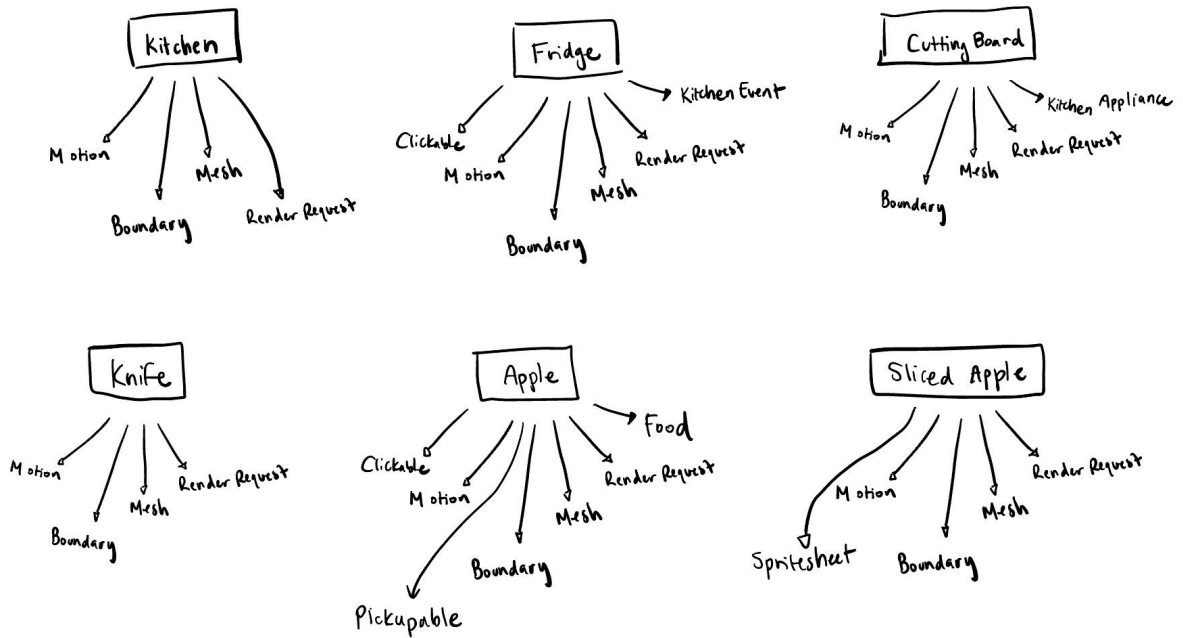 Kitchen
Motion
Boundary
Mesh
Render Request
Fridge
Clickable
Motion
Boundary
Mesh
Render Request
Kitchen Event
Cutting Board
Motion
Boundary
Mesh
Render Request
Kitchen Appliance
Knife
Motion
Boundary
Mesh
Render Request
Apple
Clickable
Motion
Pickupable
Boundary
Mesh
Render Request
Food
Sliced Apple
Spritesheet
Motion
Boundary
Mesh
Render Request